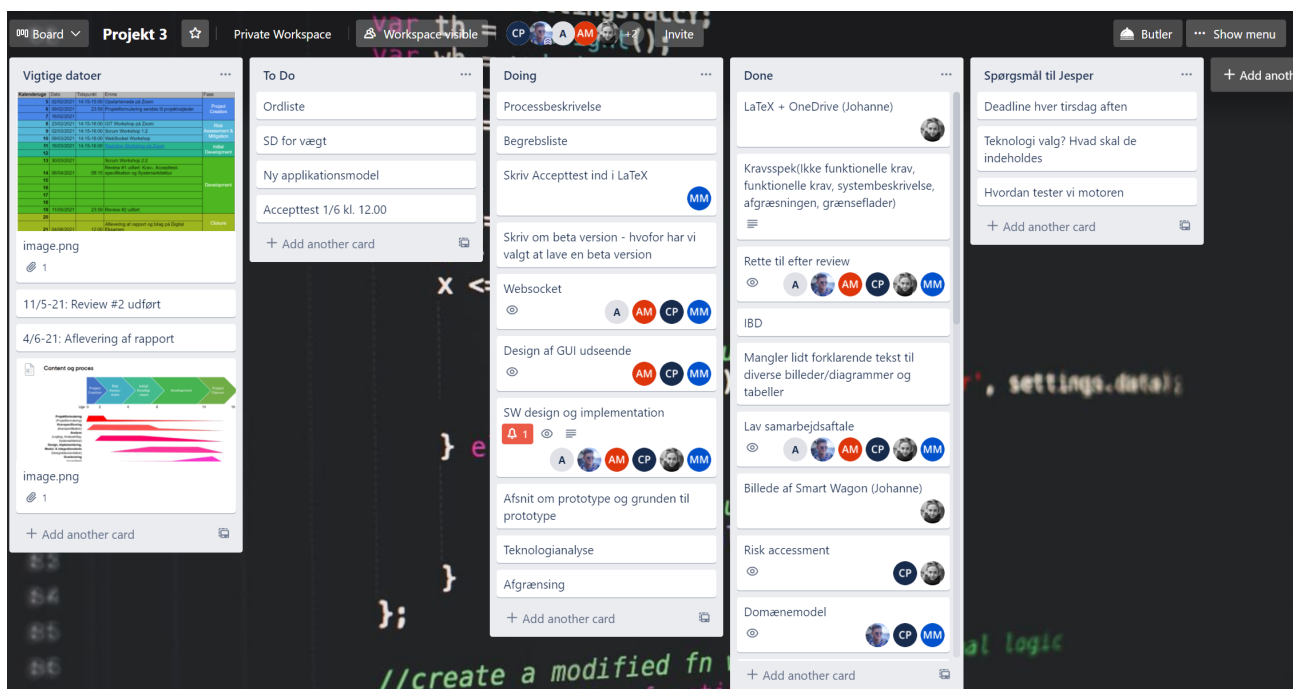 Board
Projekt 3
Private Workspace
Workspace visible
CP
A
AM
+2
Invite
Butler
Show menu
Vigtige datoer
Kalenderuge Dato Tidspunkt Emne Fase
image.png
1
11/5-21: Review #2 udført
4/6-21: Aflevering af rapport
Content og proces
image.png
1
+ Add another card
To Do
Ordliste
SD for vægt
Ny applikationsmodel
Accepttest 1/6 kl. 12.00
+ Add another card
Doing
Processbeskrivelse
Begrebsliste
Skriv Accepttest ind i LaTeX
MM
Skriv om beta version - hvofor har vi
valgt at lave en beta version
Websocket
A AM CP MM
Design af GUI udseende
AM CP MM
SW design og implementation
1
A AM CP MM
Afsnit om prototype og grunden til
prototype
Teknologianalyse
Afgrænsing
+ Add another card
Done
LaTeX + OneDrive (Johanne)
Kravsspek(Ikke funktionelle krav,
funktionelle krav, systembeskrivelse,
afgræsningen, grænseflader)
Rette til efter review
A AM CP MM
IBD
Mangler lidt forklarende tekst til
diverse billeder/diagrammer og
tabeller
Lav samarbejdsaftale
A AM CP MM
Billede af Smart Wagon (Johanne)
Risk accessment
CP
Domænemodel
CP MM
+ Add another card
Spørgsmål til Jesper
Deadline hver tirsdag aften
Teknologi valg? Hvad skal de
indeholdes
Hvordan tester vi motoren
+ Add another card
+ Add anoth
x <=
} e
', settings.data);
}
};
al logic
//create a modified fn
83
84
85
86